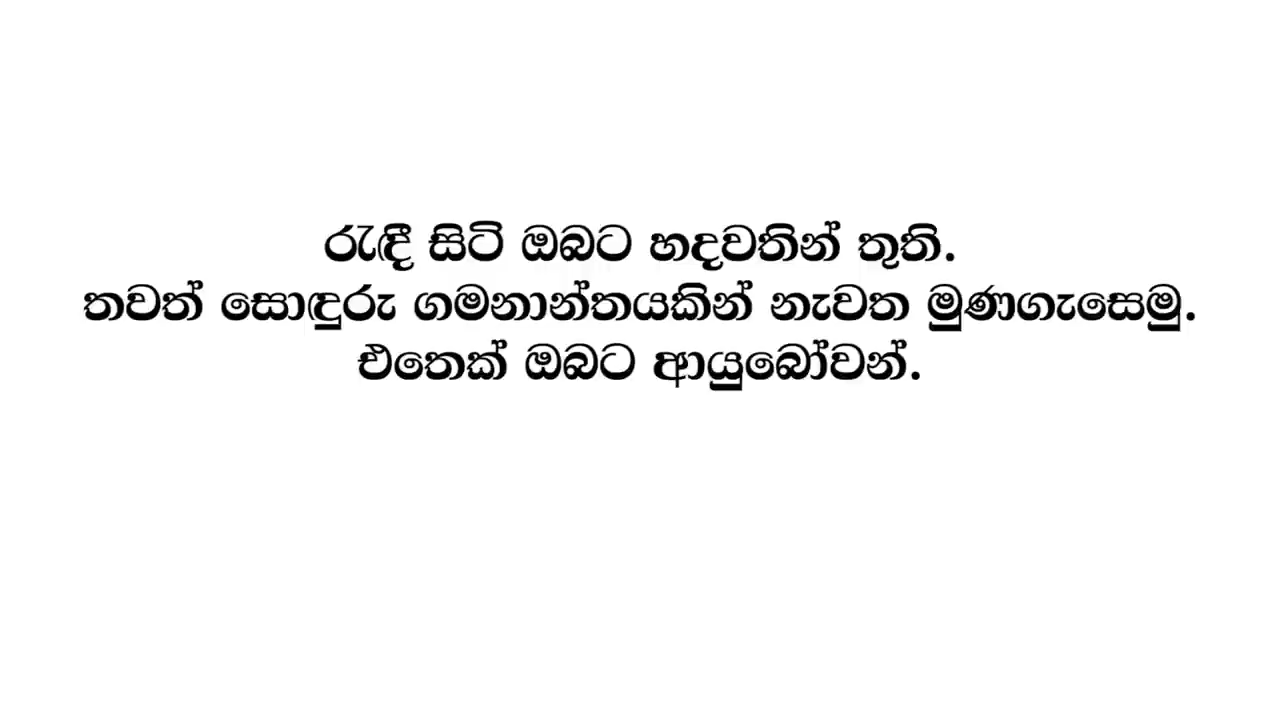 රැඳී සිටි ඔබට හදවතින් තුති.
තවත් සොඳුරු ගමනාන්තයකින් නැවත මුණගැසෙමු.
එතෙක් ඔබට ආයුබෝවන්.